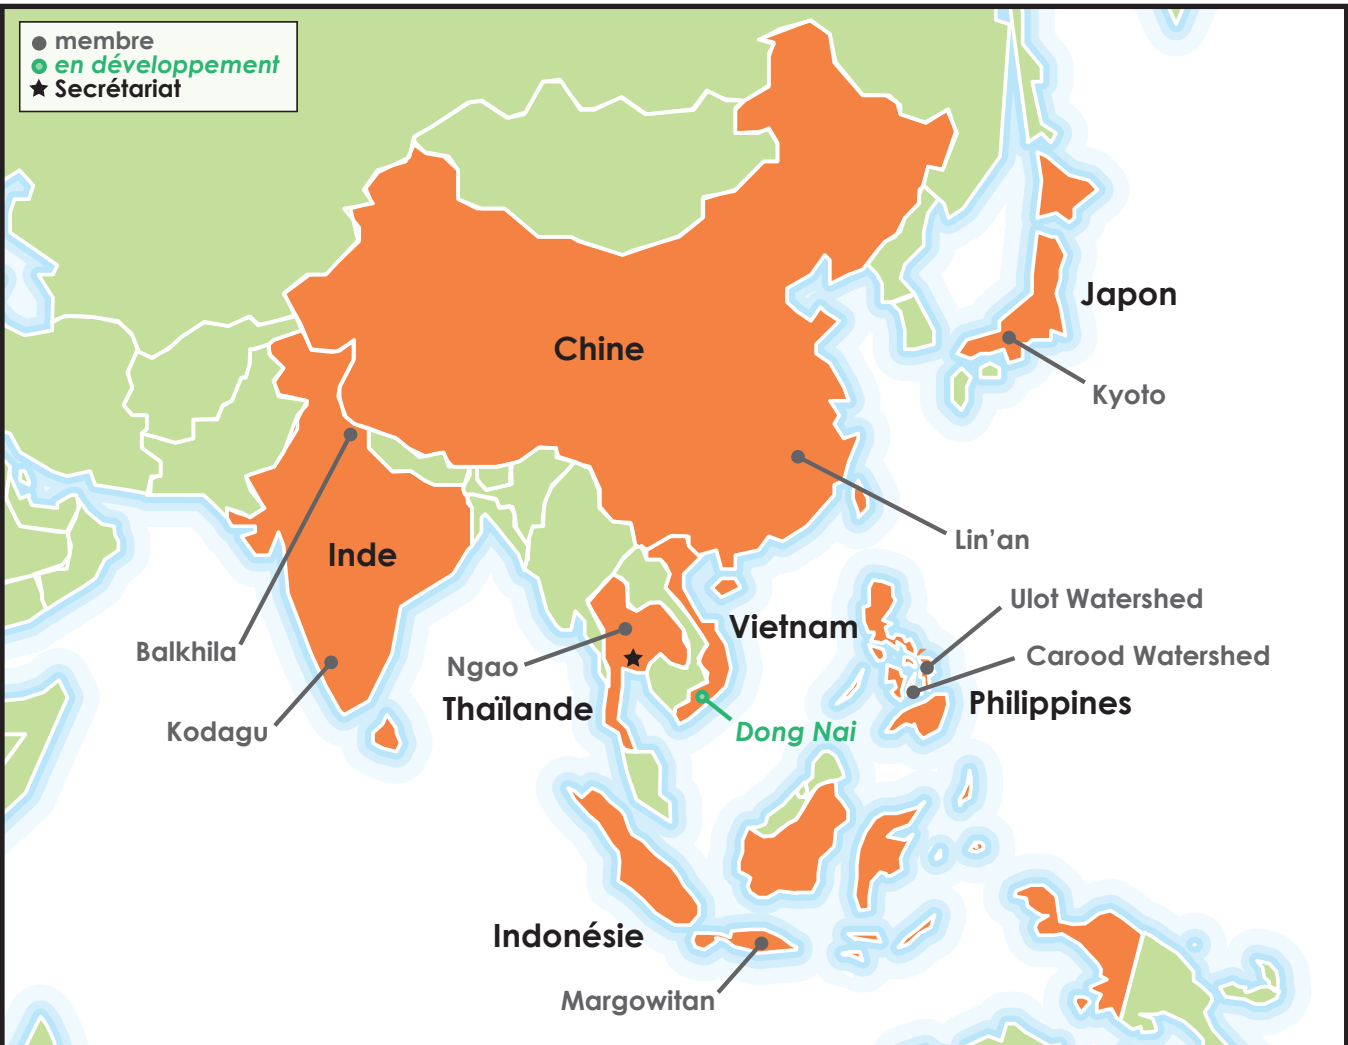 membre
en développement
Secrétariat
Japon
Chine
Kyoto
Lin’an
Inde
Ulot Watershed
Vietnam
Balkhila
Carood Watershed
Ngao
Philippines
Thaïlande
Kodagu
Dong Nai
Indonésie
Margowitan